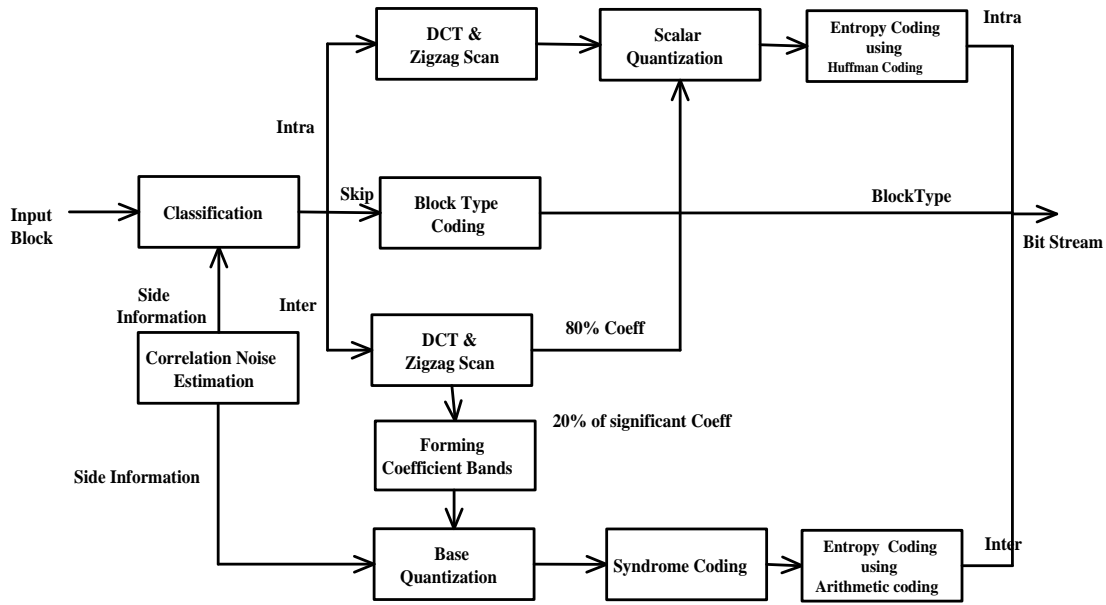 DCT &
Zigzag Scan
Scalar
Quantization
Entropy Coding
using
Huffman Coding
Intra
Intra
Input
Block
Classification
Skip
Block Type
Coding
BlockType
Bit Stream
Side
Information
Inter
Correlation Noise
Estimation
DCT &
Zigzag Scan
80% Coeff
20% of significant Coeff
Forming
Coefficient Bands
Side Information
Base
Quantization
Syndrome Coding
Entropy Coding
using
Arithmetic coding
Inter